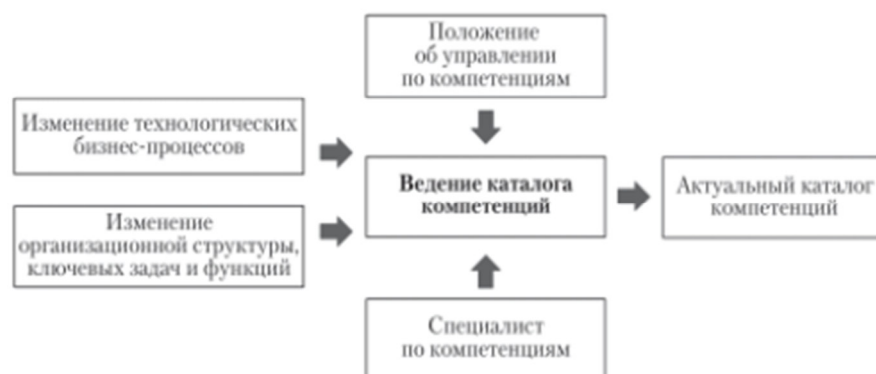 Положение
об управлении
по компетенциям
Изменение технологических
бизнес-процессов
Ведение каталога
компетенций
Актуальный каталог
компетенций
Изменение
организационной структуры,
ключевых задач и функций
Специалист
по компетенциям